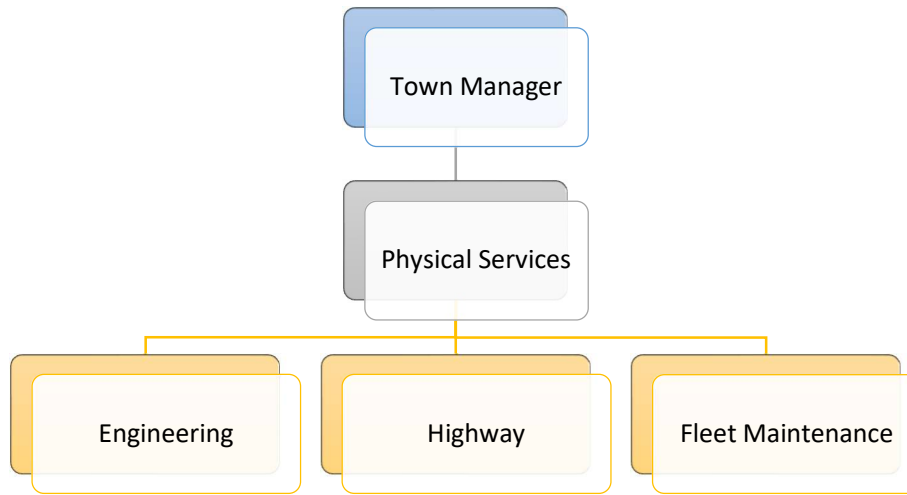 Town Manager
Physical Services
Engineering
Highway
Fleet Maintenance